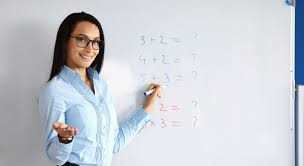 3 + 2 = ?
4 + 2 = ?
5 + 3 = ?
2 = ?
+ 3 = ?